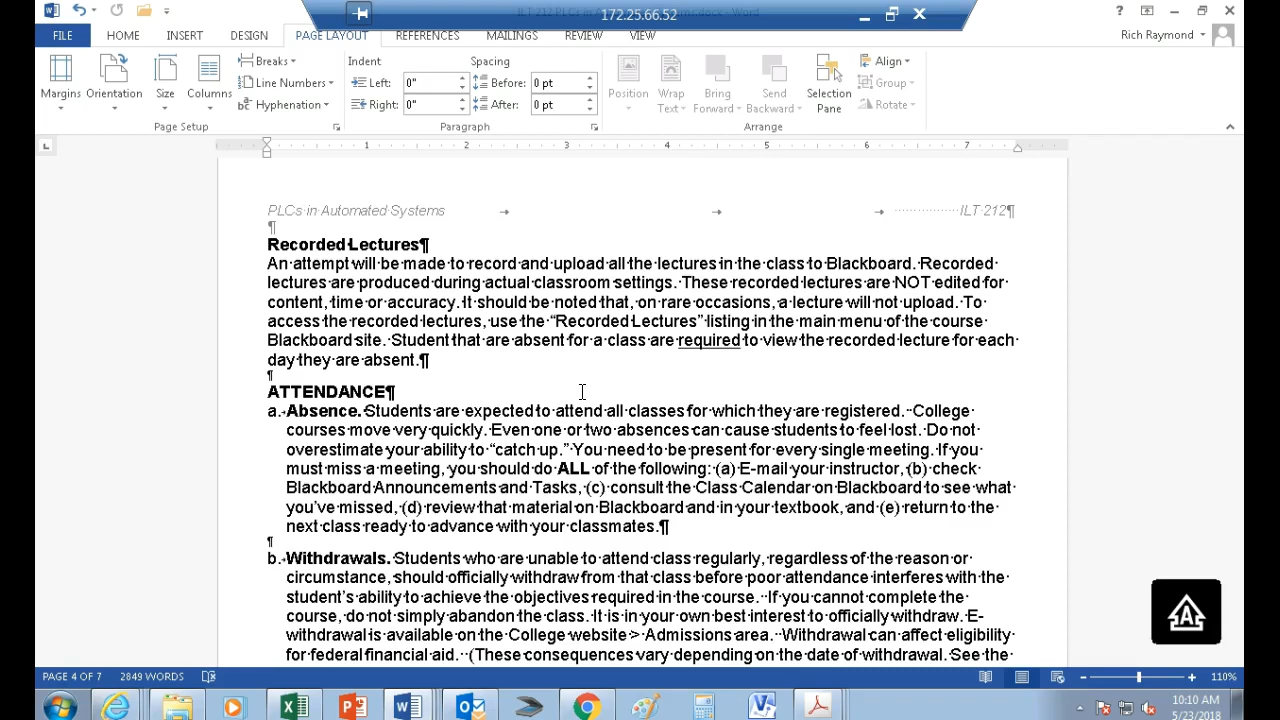 172.25.66.52
FILE HOME INSERT DESIGN PAGE LAYOUT REFERENCES MAILINGS REVIEW VIEW Rich Raymond
Margins Orientation Size Columns
Breaks
Line Numbers
Hyphenation
Page Setup
Indent Spacing
Left: 0" Before: 0 pt
Right: 0" After: 0 pt
Paragraph
Position Wrap Text Bring Forward Send Backward Selection Pane
Align
Group
Rotate
Arrange
1 2 3 4 5 6 7
PLCs in Automated Systems ILT 212
Recorded Lectures
An attempt will be made to record and upload all the lectures in the class to Blackboard. Recorded
lectures are produced during actual classroom settings. These recorded lectures are NOT edited for
content, time or accuracy. It should be noted that, on rare occasions, a lecture will not upload. To
access the recorded lectures, use the “Recorded Lectures” listing in the main menu of the course
Blackboard site. Student that are absent for a class are required to view the recorded lecture for each
day they are absent.
ATTENDANCE
a. Absence. Students are expected to attend all classes for which they are registered. College
courses move very quickly. Even one or two absences can cause students to feel lost. Do not
overestimate your ability to “catch up.” You need to be present for every single meeting. If you
must miss a meeting, you should do ALL of the following: (a) E-mail your instructor, (b) check
Blackboard Announcements and Tasks, (c) consult the Class Calendar on Blackboard to see what
you’ve missed, (d) review that material on Blackboard and in your textbook, and (e) return to the
next class ready to advance with your classmates.
b. Withdrawals. Students who are unable to attend class regularly, regardless of the reason or
circumstance, should officially withdraw from that class before poor attendance interferes with the
student’s ability to achieve the objectives required in the course. If you cannot complete the
course, do not simply abandon the class. It is in your own best interest to officially withdraw. E-
withdrawal is available on the College website > Admissions area. Withdrawal can affect eligibility
for federal financial aid. (These consequences vary depending on the date of withdrawal. See the
PAGE 4 OF 7 2849 WORDS 110%
10:10 AM
5/23/2018